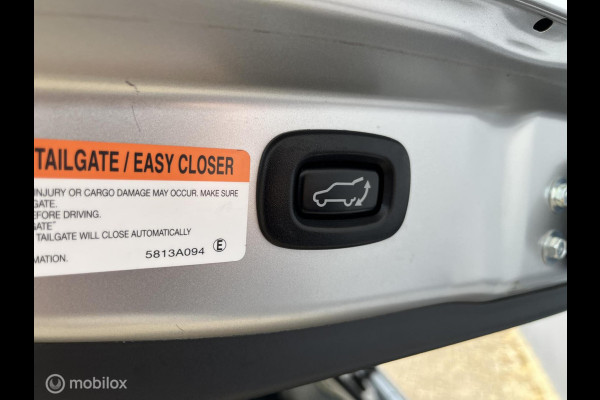 TAILGATE / EASY CLOSER
INJURY OR CARGO DAMAGE MAY OCCUR. MAKE SURE
GATE.
BEFORE DRIVING.
GATE"
TAILGATE WILL CLOSE AUTOMATICALLY
5813A094 E
MATION.
mobilox